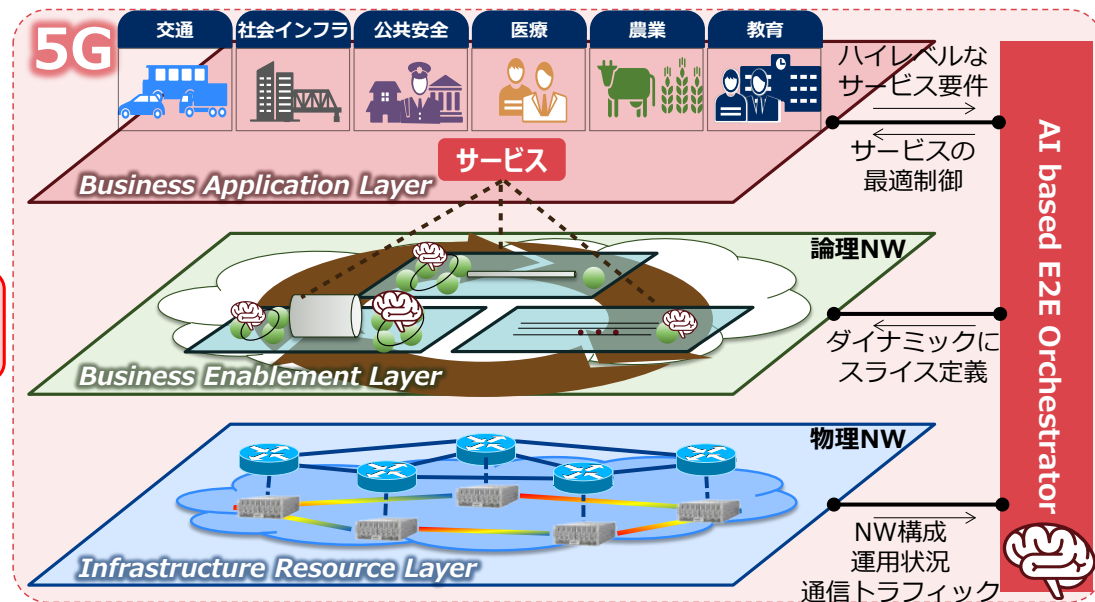 5G
交通
社会インフラ
公共安全
医療
農業
教育
ハイレベルな
サービス要件
サービスの
最適制御
サービス
Business Application Layer
論理NW
ダイナミックに
スライス定義
Business Enablement Layer
物理NW
NW構成
運用状況
通信トラフィック
Infrastructure Resource Layer
AI based E2E Orchestrator